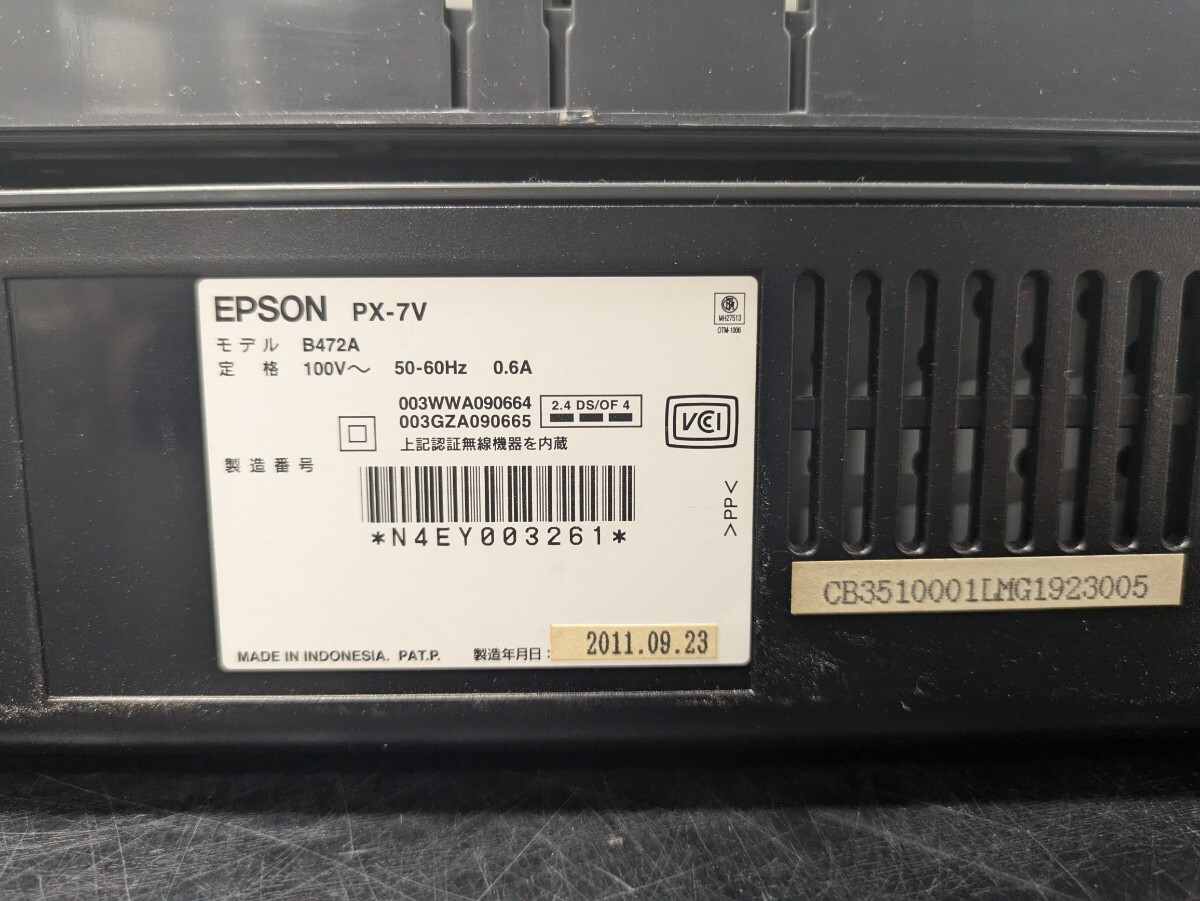 EPSON PX-7V
MH27513
OTM-1006
モデル B472A
定 格 100V～ 50-60Hz 0.6A
003WWA090664
003GZA090665
2.4 DS/OF 4
上記認証無線機器を内蔵
VCI
製造番号
*N4EY003261*
>PP<
CB3510001LMG1923005
MADE IN INDONESIA. PAT.P. 製造年月日: 2011.09.23